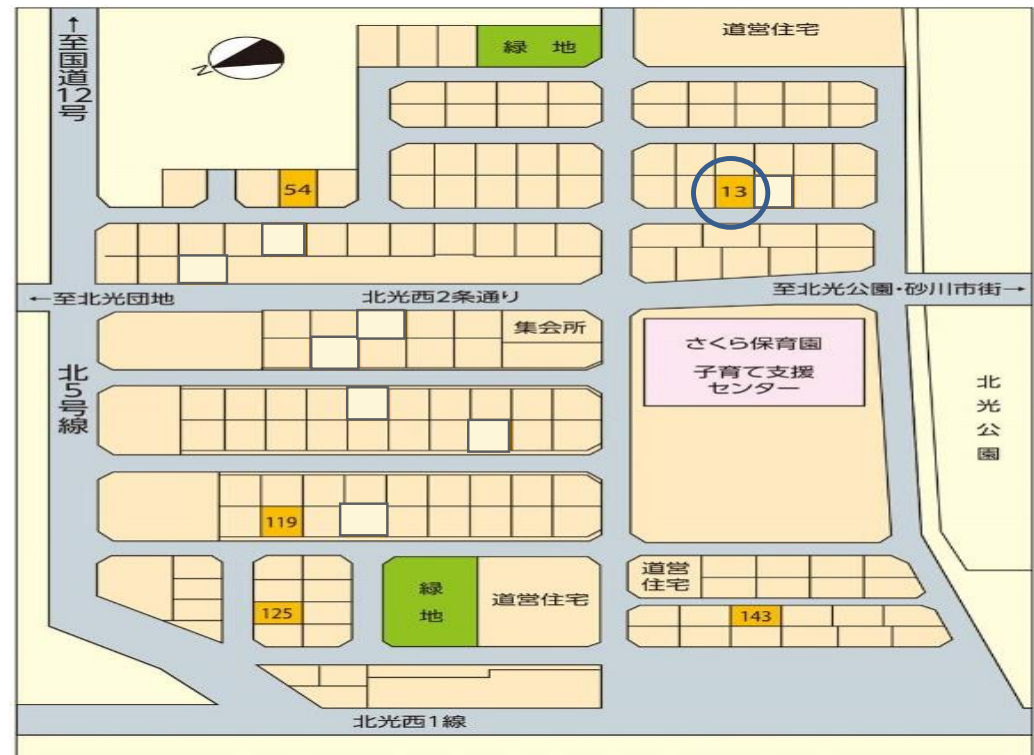 ↑至国道12号
N
緑 地
道営住宅
54
13
←至北光団地
北光西2条通り
至北光公園・砂川市街→
集会所
さくら保育園
子育て支援
センター
北5号線
北光公園
119
125
緑地
道営住宅
道営
住宅
143
北光西1線